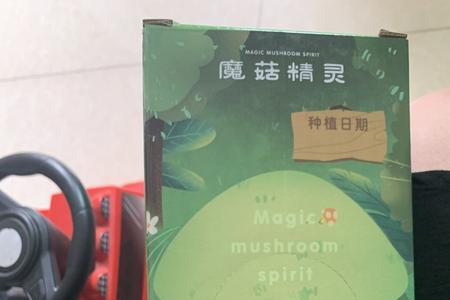 MAGIC MUSHROOM SPIRIT
魔菇精灵
种植日期
Magic
mushroom
spirit